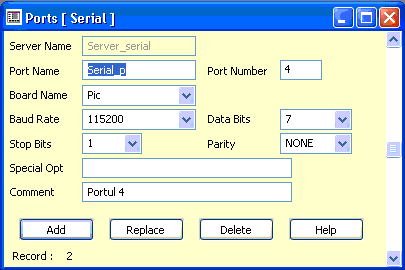 Ports [ Serial ]
Server Name Server_serial
Port Name Serial_p Port Number 4
Board Name Pic
Baud Rate 115200 Data Bits 7
Stop Bits 1 Parity NONE
Special Opt
Comment Portul 4
Add Replace Delete Help
Record : 2